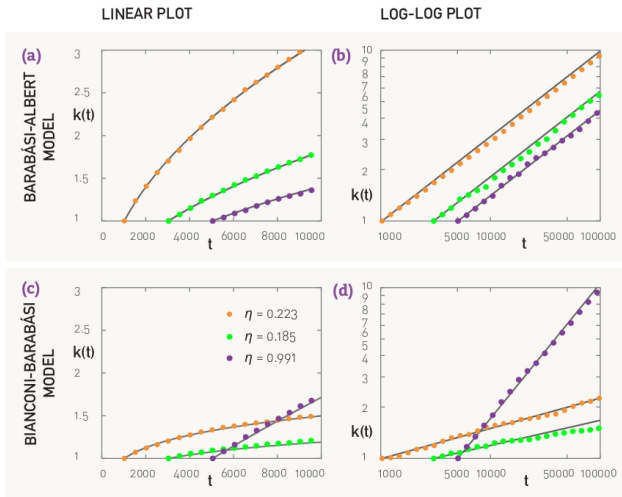 LINEAR PLOT
LOG-LOG PLOT
BARABÁSI-ALBERT
MODEL
(a)
3
2.5
k(t)
2
1.5
1
0 2000 4000 6000 8000 10000
t
(b)
10
9
8
7
6
5
4
3
2
k(t)
1
1000 5000 10000 50000 100000
t
BIANCONI-BARABÁSI
MODEL
(c)
3
2.5
k(t)
2
1.5
1
η = 0.223
η = 0.185
η = 0.991
0 2000 4000 6000 8000 10000
t
(d)
10
9
8
7
6
5
4
3
2
k(t)
1
1000 5000 10000 50000 100000
t